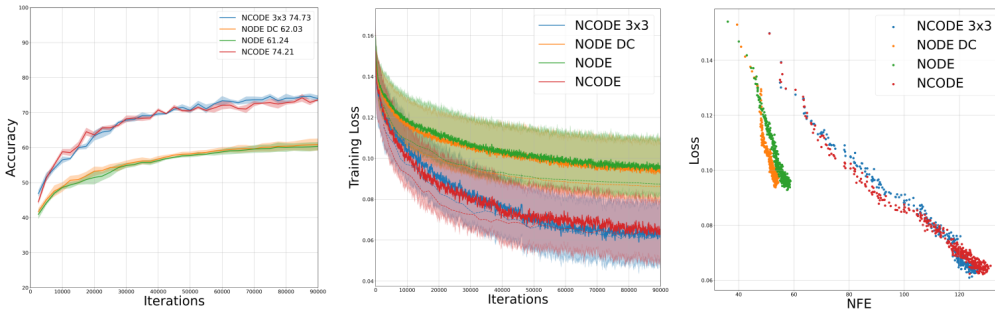 100
90
80
70
60
50
40
30
20
Accuracy
NCODE 3x3 74.73
NODE DC 62.03
NODE 61.24
NCODE 74.21
0
10000
20000
30000
40000
50000
60000
70000
80000
90000
Iterations
0.16
0.14
0.12
0.10
0.08
0.06
0.04
Training Loss
NCODE 3x3
NODE DC
NODE
NCODE
0
10000
20000
30000
40000
50000
60000
70000
80000
90000
Iterations
0.14
0.12
0.10
0.08
0.06
Loss
NCODE 3x3
NODE DC
NODE
NCODE
40
60
80
100
120
NFE